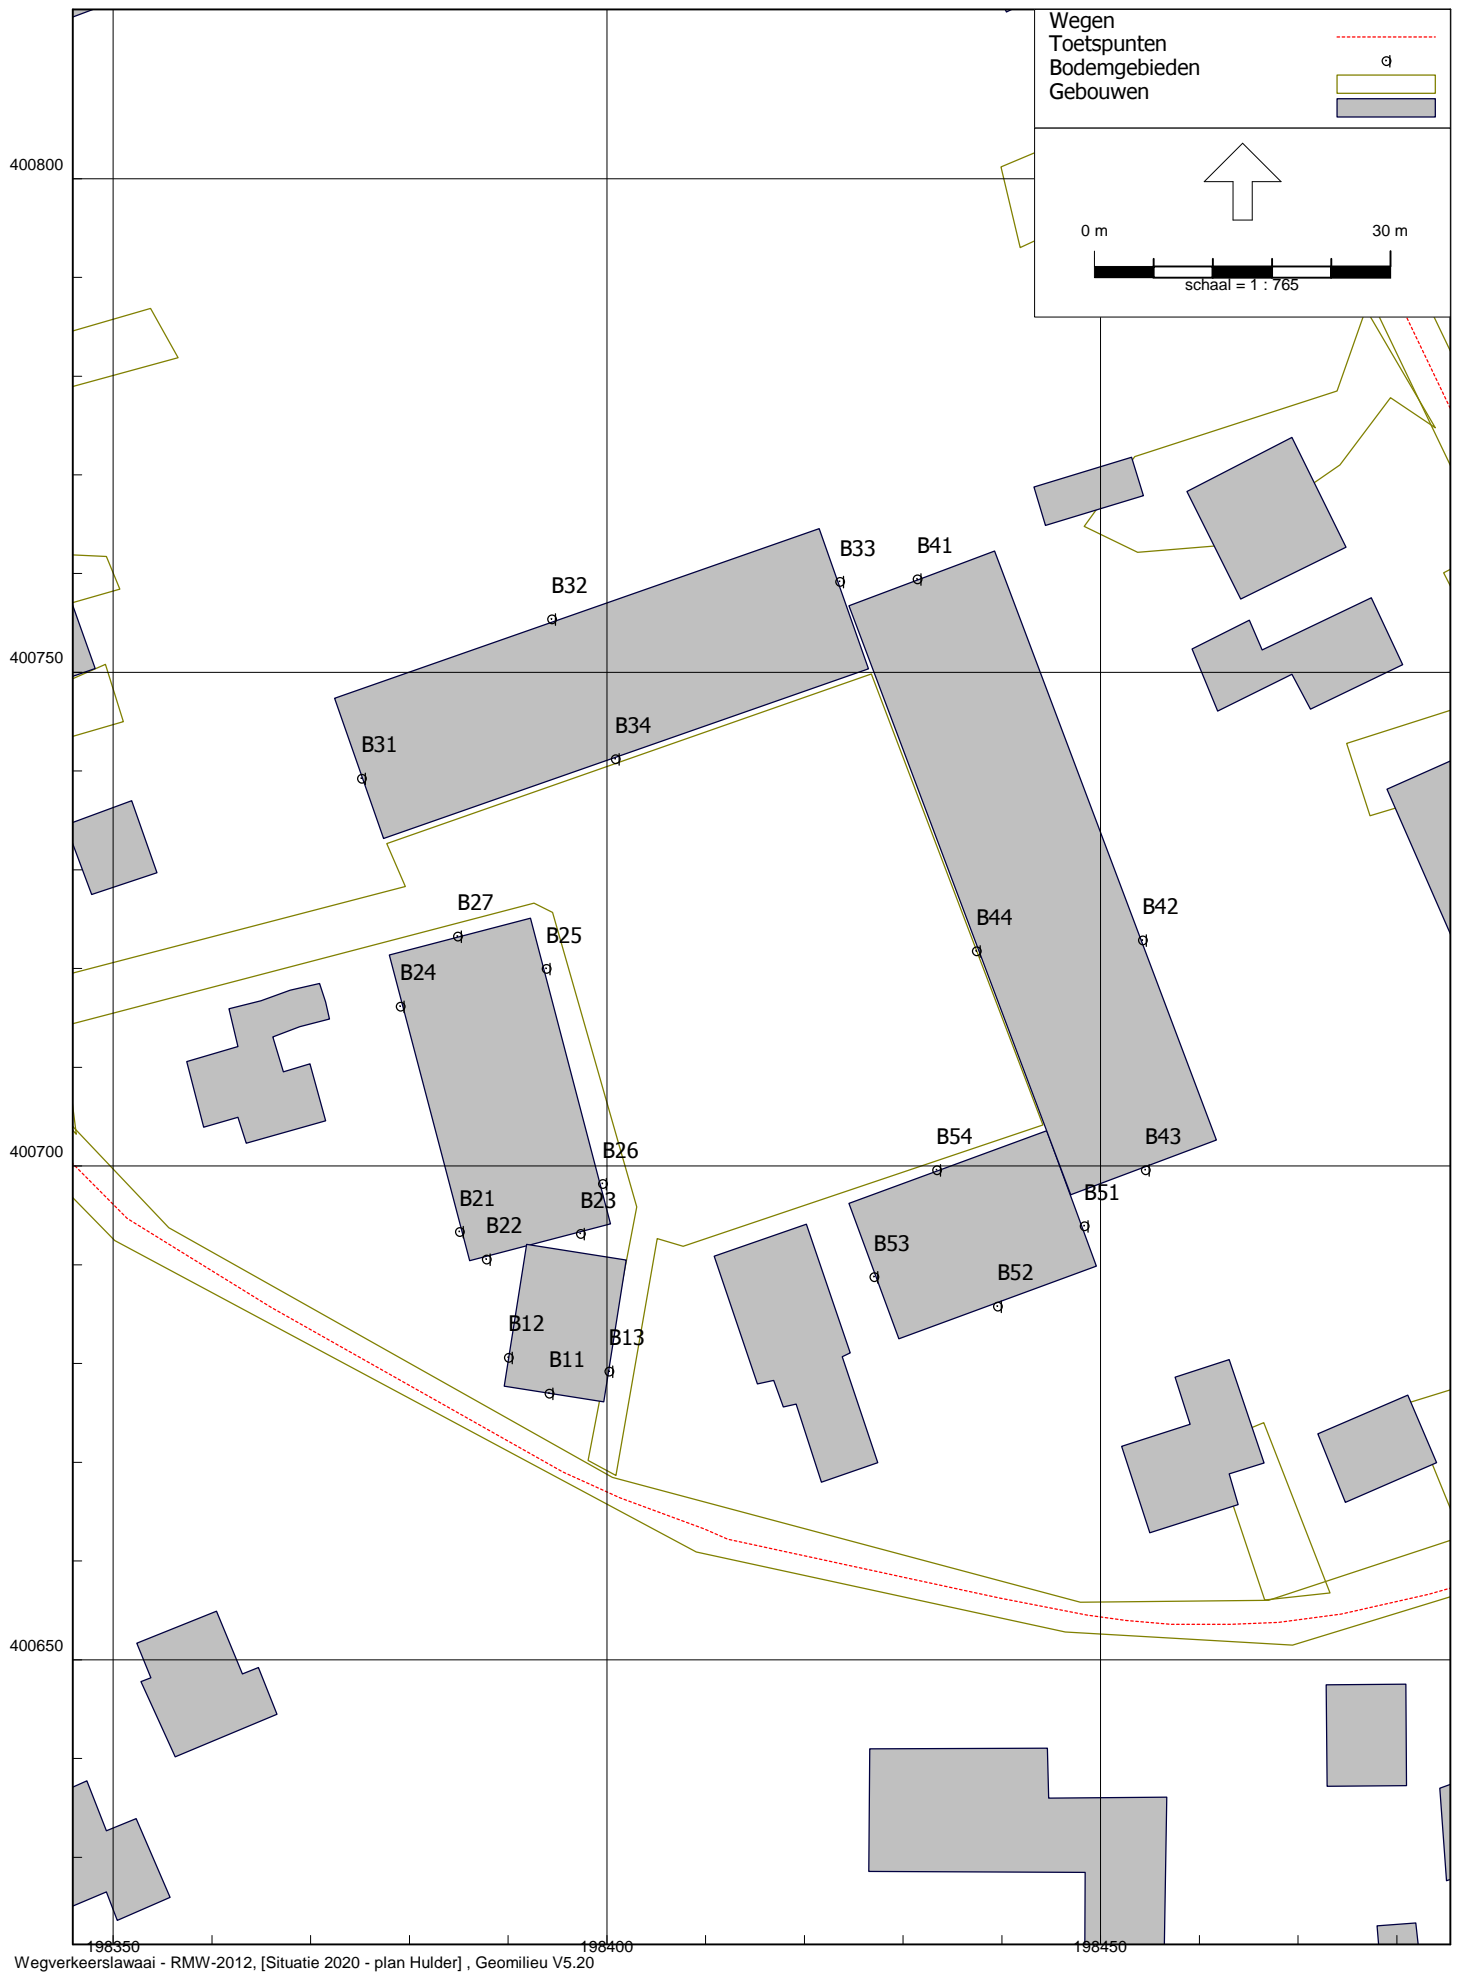 Wegen
Toetspunten
Bodemgebieden
Gebouwen
400800
0 m 30 m
schaal = 1 : 765
B33 B41
B32
400750
B34
B31
B27
B42
B25
B44
B24
B54
B43
B26
400700
B21 B23 B51
B22
B53
B52
B12 B13
B11
400650
198350 198400 198450
Wegverkeerslawaai - RMW-2012, [Situatie 2020 - plan Hulder] , Geomilieu V5.20